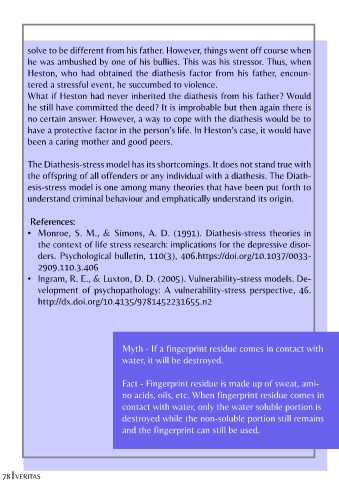 solve to be different from his father. However, things went off course when
he was ambushed by one of his bullies. This was his stressor. Thus, when
Heston, who had obtained the diathesis factor from his father, encoun-
tered a stressful event, he succumbed to violence.
What if Heston had never inherited the diathesis from his father? Would
he still have committed the deed? It is improbable but then again there is
no certain answer. However, a way to cope with the diathesis would be to
have a protective factor in the person's life. In Heston's case, it would have
been a caring mother and good peers.
The Diathesis-stress model has its shortcomings. It does not stand true with
the offspring of all offenders or any individual with a diathesis. The Diath-
esis-stress model is one among many theories that have been put forth to
understand criminal behaviour and emphatically understand its origin.
References:
• Monroe, S. M., & Simons, A. D. (1991). Diathesis-stress theories in
the context of life stress research: implications for the depressive disor-
ders. Psychological bulletin, 110(3), 406.https://doi.org/10.1037/0033-
2909.110.3.406
• Ingram, R. E., & Luxton, D. D. (2005). Vulnerability-stress models. De-
velopment of psychopathology: A vulnerability-stress perspective, 46.
http://dx.doi.org/10.4135/9781452231655.n2
Myth - If a fingerprint residue comes in contact with
water, it will be destroyed.
Fact - Fingerprint residue is made up of sweat, ami-
no acids, oils, etc. When fingerprint residue comes in
contact with water, only the water soluble portion is
destroyed while the non-soluble portion still remains
and the fingerprint can still be used.
78 | VERITAS